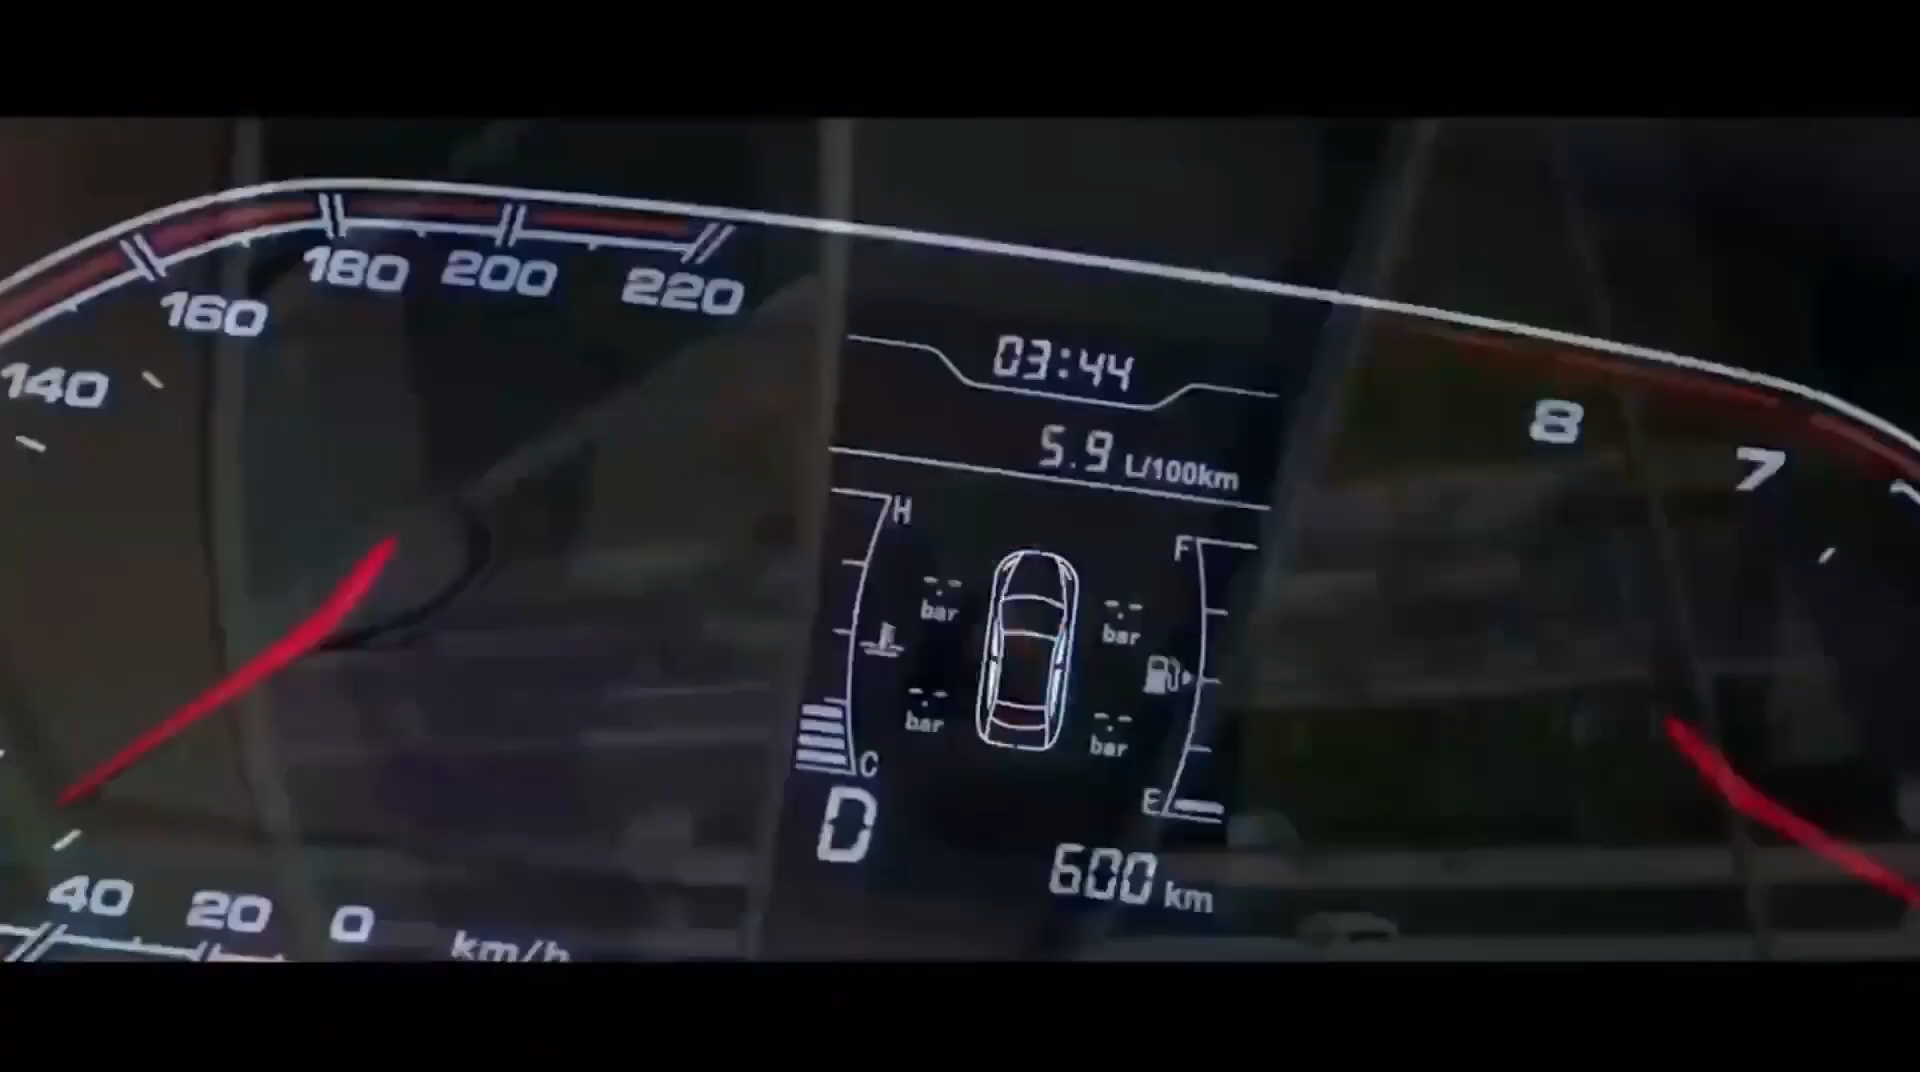 180 200 220
160
140
03:44
5.9 L/100km
H
F
8
7
-.- bar
-.- bar
-.- bar
-.- bar
C
E
D
600 km
40 20 0 km/h